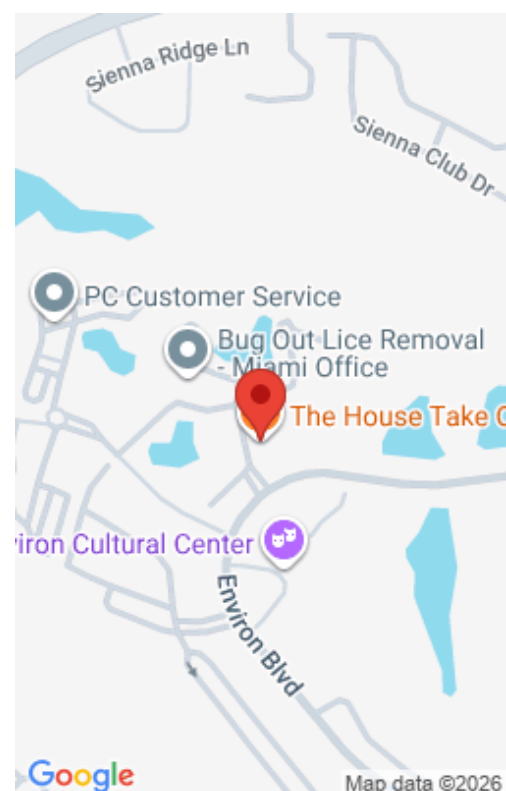 Sienna Ridge Ln
Sienna Club Dr
PC Customer Service
Bug Out Lice Removal
- Miami Office
The House Take
viron Cultural Center
Environ Blvd
Google
Map data ©2026